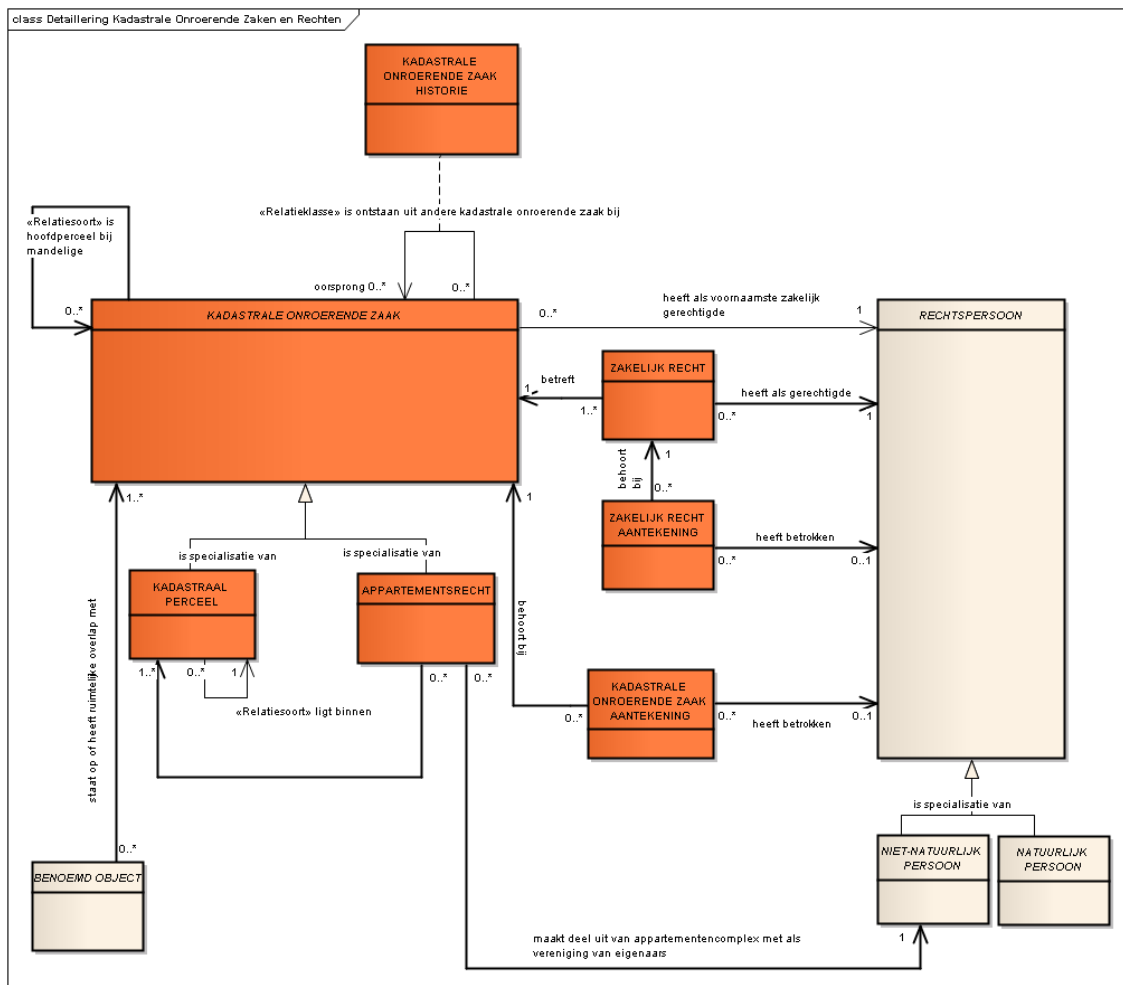 class Detaillering Kadastrale Onroerende Zaken en Rechten
KADASTRALE
ONROERENDE ZAAK
HISTORIE
«Relatieklasse» is ontstaan uit andere kadastrale onroerende zaak bij
«Relatiesoort» is
hoofdperceel bij
mandelige
oorsprong 0..*
0..*
0..*
KADASTRALE ONROERENDE ZAAK
0..*
heeft als voornaamste zakelijk
gerechtigde
1
RECHTSPERSOON
ZAKELIJK RECHT
betreft
1
1..*
heeft als gerechtigde
0..*
1
behoort
bij
1
0..*
ZAKELIJK RECHT
AANTEKENING
heeft betrokken
0..*
0..1
1..*
1
is specialisatie van
is specialisatie van
KADASTRAAL
PERCEEL
APPARTEMENTSRECHT
behoort bij
1..*
0..*
1
0..*
0..*
«Relatiesoort» ligt binnen
KADASTRALE
ONROERENDE ZAAK
AANTEKENING
0..*
0..*
0..1
heeft betrokken
staat op of heeft ruimtelijke overlap met
0..*
BENOEMD OBJECT
is specialisatie van
NIET-NATUURLIJK
PERSOON
NATUURLIJK
PERSOON
maakt deel uit van appartementencomplex met als
vereniging van eigenaars
1